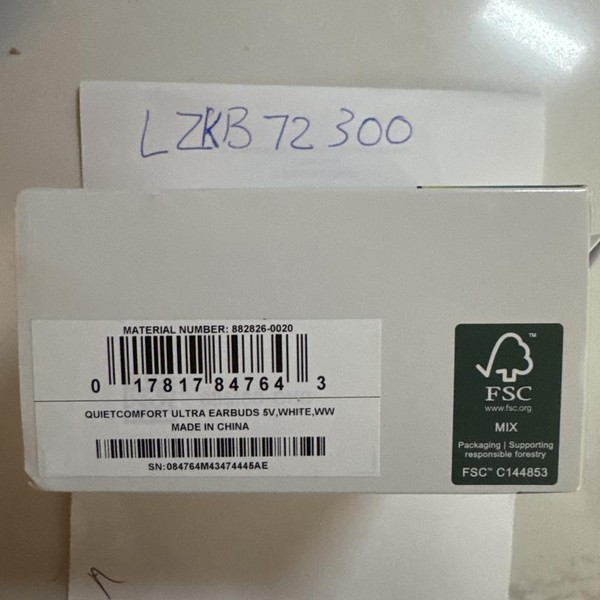 LZKB72300
MATERIAL NUMBER: 882826-0020
0 17817 84764 3
QUIETCOMFORT ULTRA EARBUDS 5V,WHITE,WW
MADE IN CHINA
SN:084764M43474445AE
FSC
www.fsc.org
MIX
Packaging | Supporting
responsible forestry
FSC™ C144853